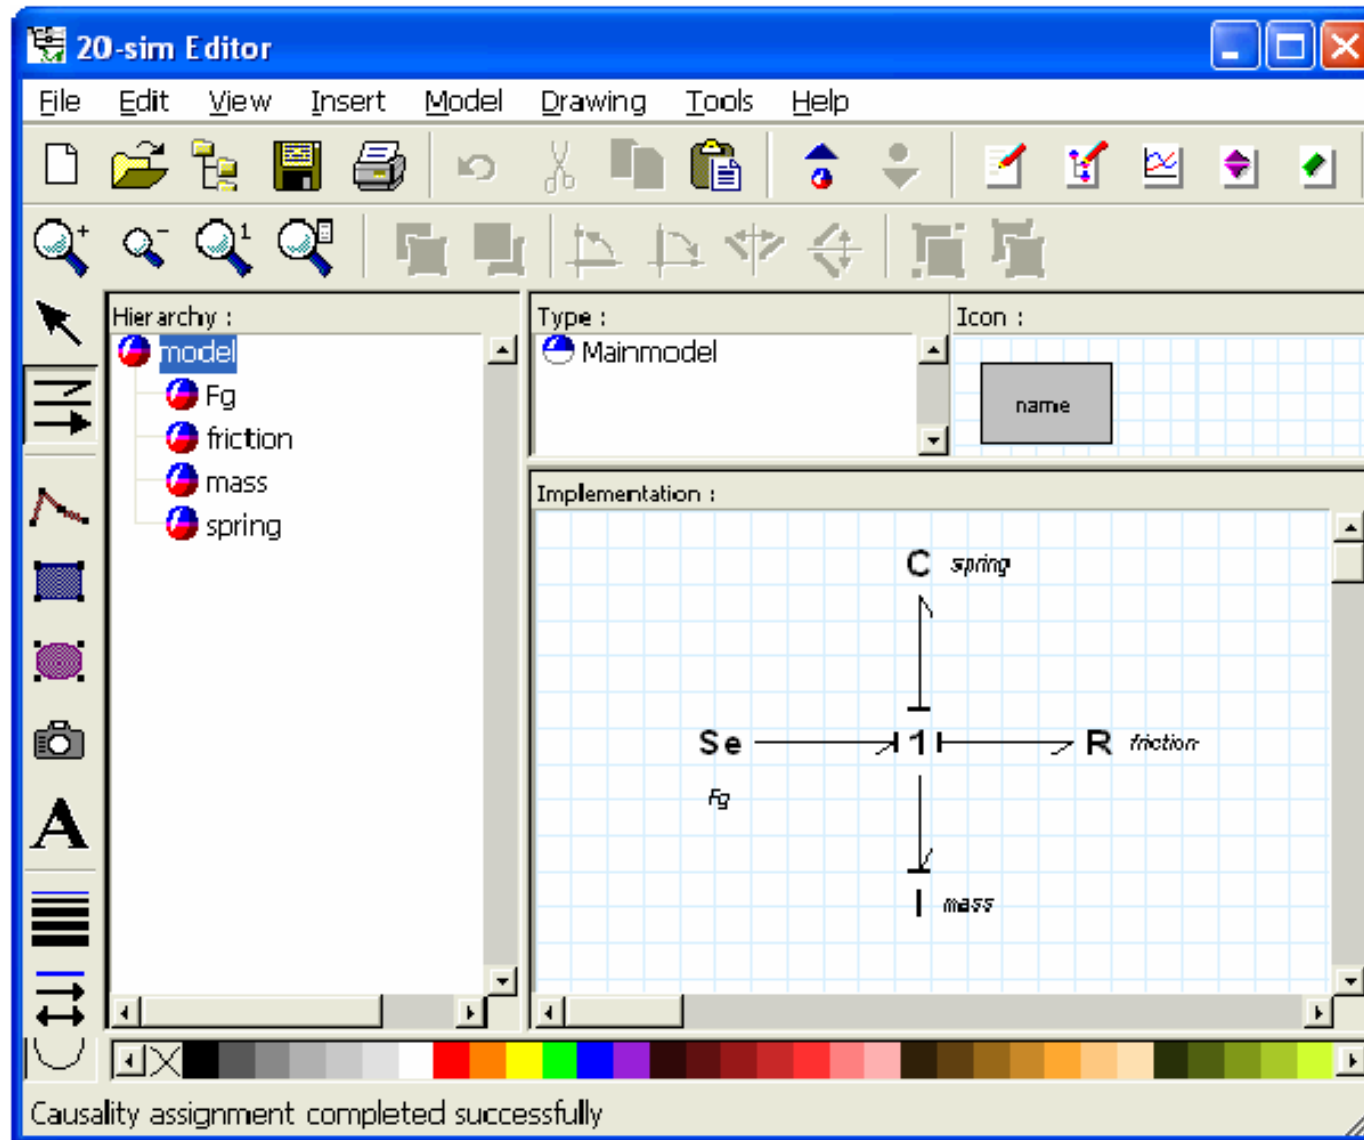 20-sim Editor
File Edit View Insert Model Drawing Tools Help
+ - 1
A
Hierarchy :
model
Fg
friction
mass
spring
Type :
Mainmodel
Icon :
name
Implementation :
C spring
Se 1 R friction
Fg
I mass
Causality assignment completed successfully